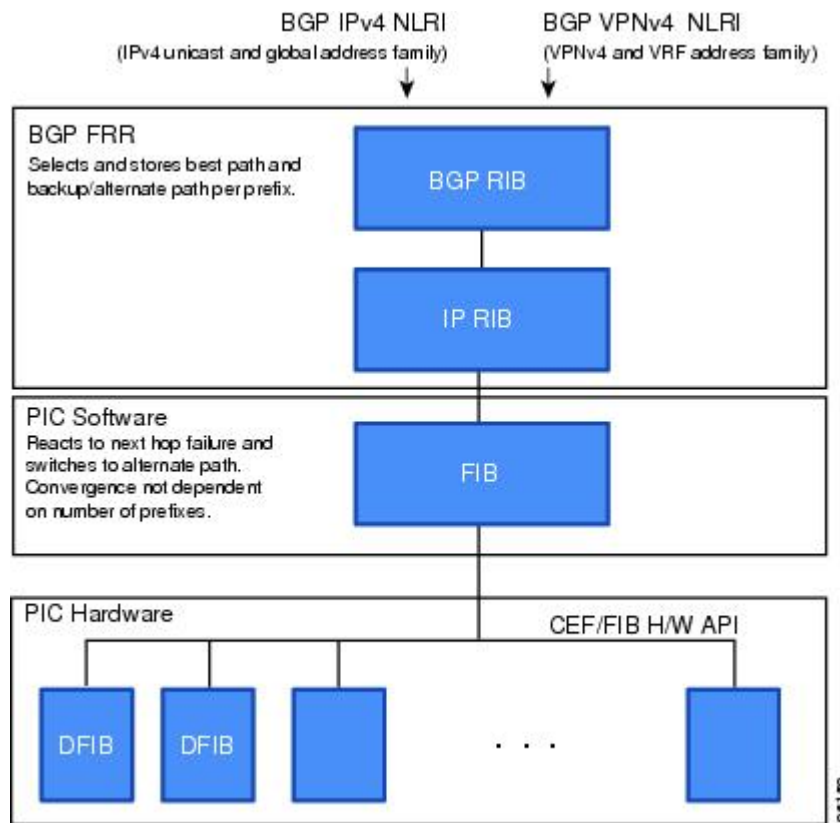 BGP IPv4 NLRI
(IPv4 unicast and global address family)
BGP VPNv4 NLRI
(VPNv4 and VRF address family)
BGP FRR
Selects and stores best path and
backup/alternate path per prefix.
BGP RIB
IP RIB
PIC Software
Reacts to next hop failure and
switches to alternate path.
Convergence not dependent
on number of prefixes.
FIB
PIC Hardware
CEF/FIB H/W API
DFIB
DFIB
. . .